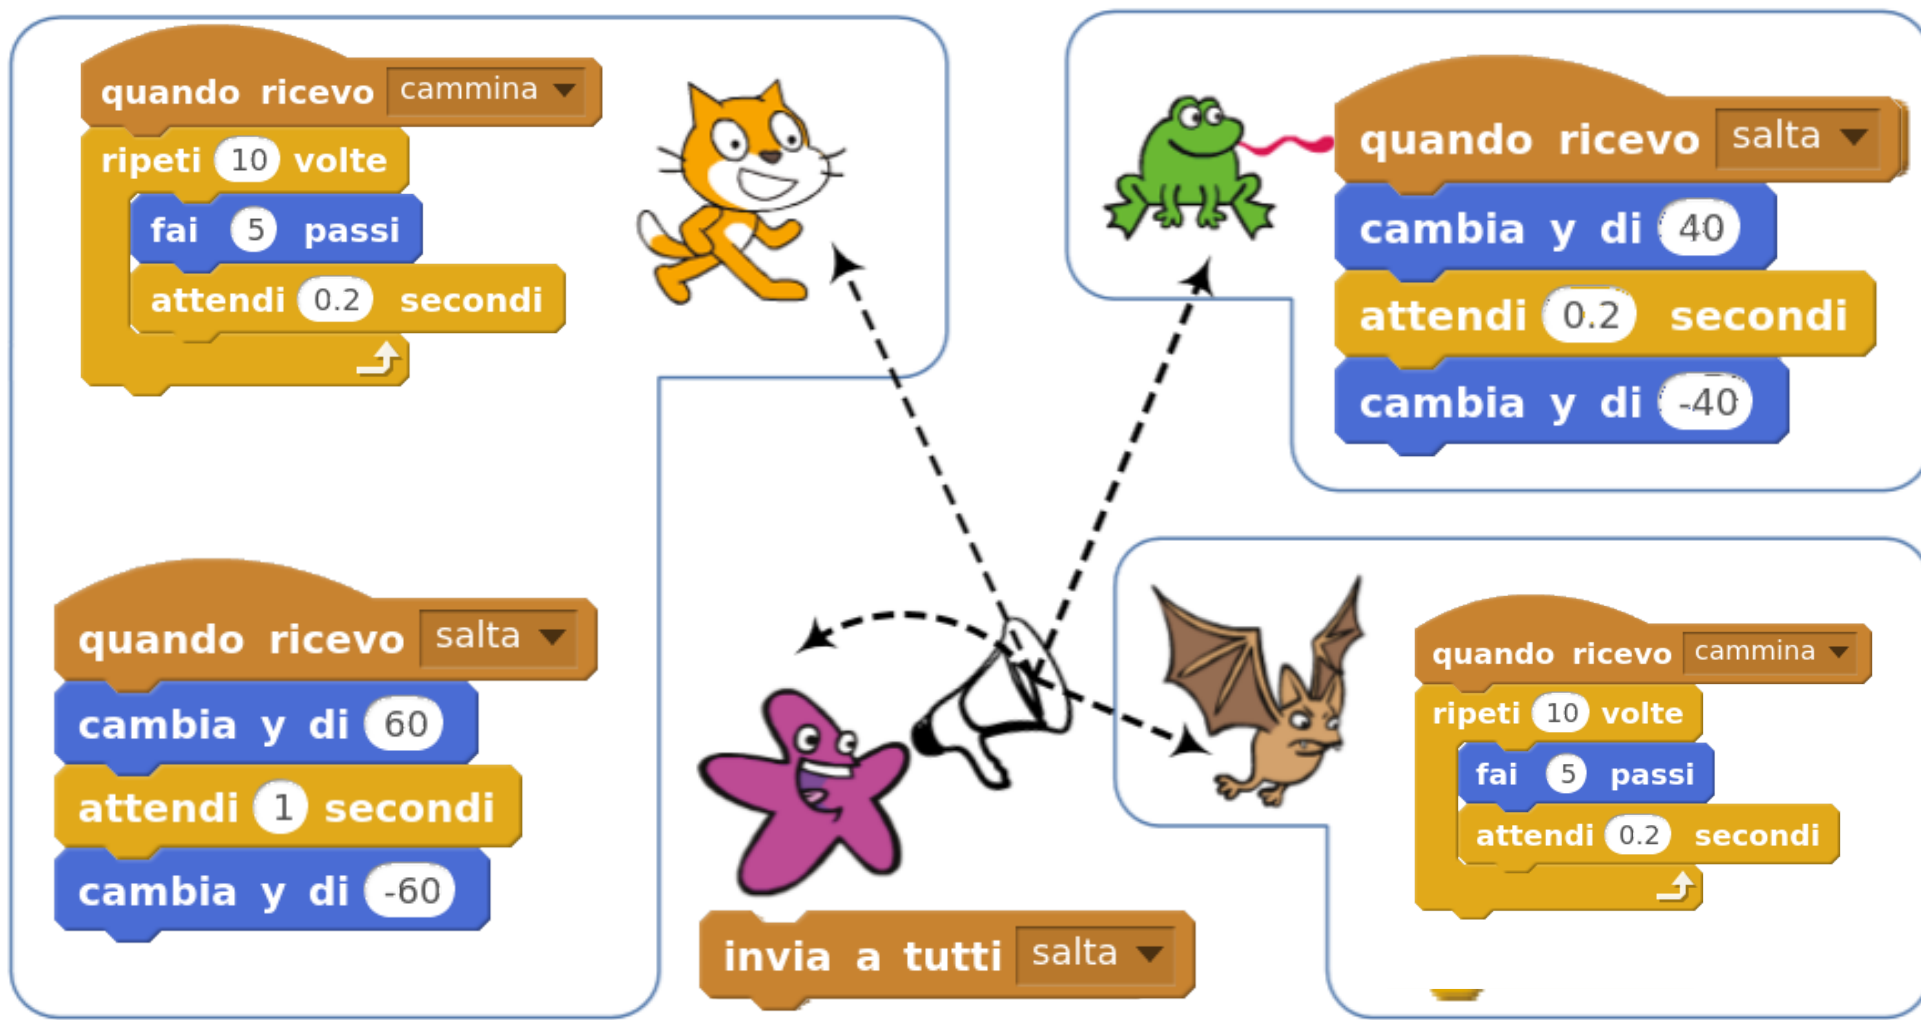 quando ricevo cammina
ripeti 10 volte
fai 5 passi
attendi 0.2 secondi
quando ricevo salta
cambia y di 60
attendi 1 secondi
cambia y di -60
quando ricevo salta
cambia y di 40
attendi 0.2 secondi
cambia y di -40
quando ricevo cammina
ripeti 10 volte
fai 5 passi
attendi 0.2 secondi
invia a tutti salta